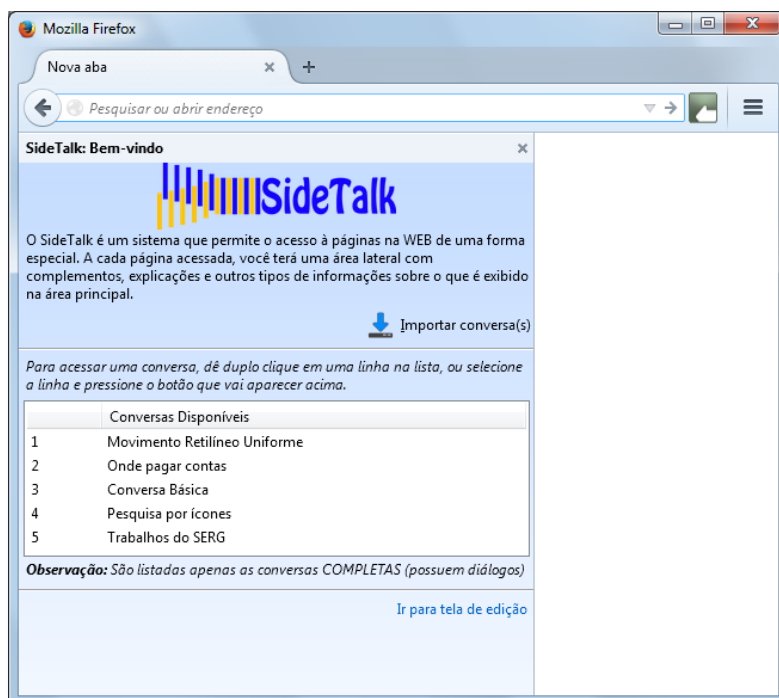 Mozilla Firefox
Nova aba
Pesquisar ou abrir endereço
SideTalk: Bem-vindo
SideTalk
O SideTalk é um sistema que permite o acesso à páginas na WEB de uma forma
especial. A cada página acessada, você terá uma área lateral com
complementos, explicações e outros tipos de informações sobre o que é exibido
na área principal.
Importar conversa(s)
Para acessar uma conversa, dê duplo clique em uma linha na lista, ou selecione
a linha e pressione o botão que vai aparecer acima.
Conversas Disponíveis
1 Movimento Retilíneo Uniforme
2 Onde pagar contas
3 Conversa Básica
4 Pesquisa por ícones
5 Trabalhos do SERG
Observação: São listadas apenas as conversas COMPLETAS (possuem diálogos)
Ir para tela de edição